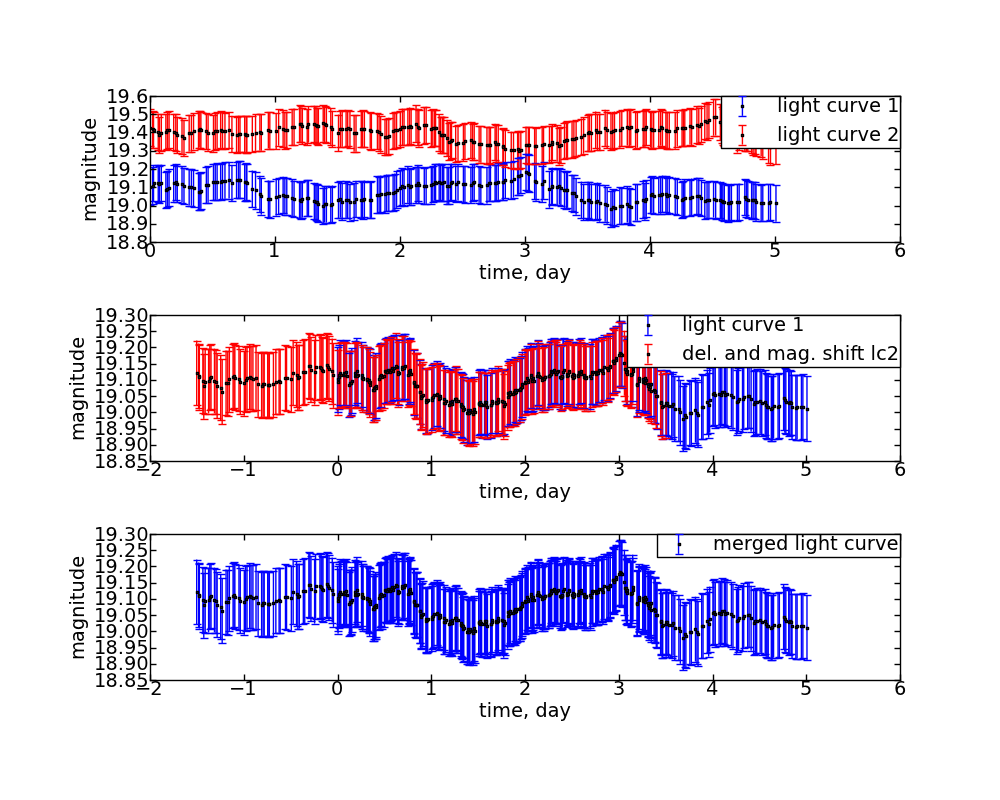 19.6
19.5
19.4
19.3
19.2
19.1
19.0
18.9
18.8
magnitude
light curve 1
light curve 2
0 1 2 3 4 5 6
time, day
19.30
19.25
19.20
19.15
19.10
19.05
19.00
18.95
18.90
18.85
magnitude
light curve 1
del. and mag. shift lc2
−2 −1 0 1 2 3 4 5 6
time, day
19.30
19.25
19.20
19.15
19.10
19.05
19.00
18.95
18.90
18.85
magnitude
merged light curve
−2 −1 0 1 2 3 4 5 6
time, day